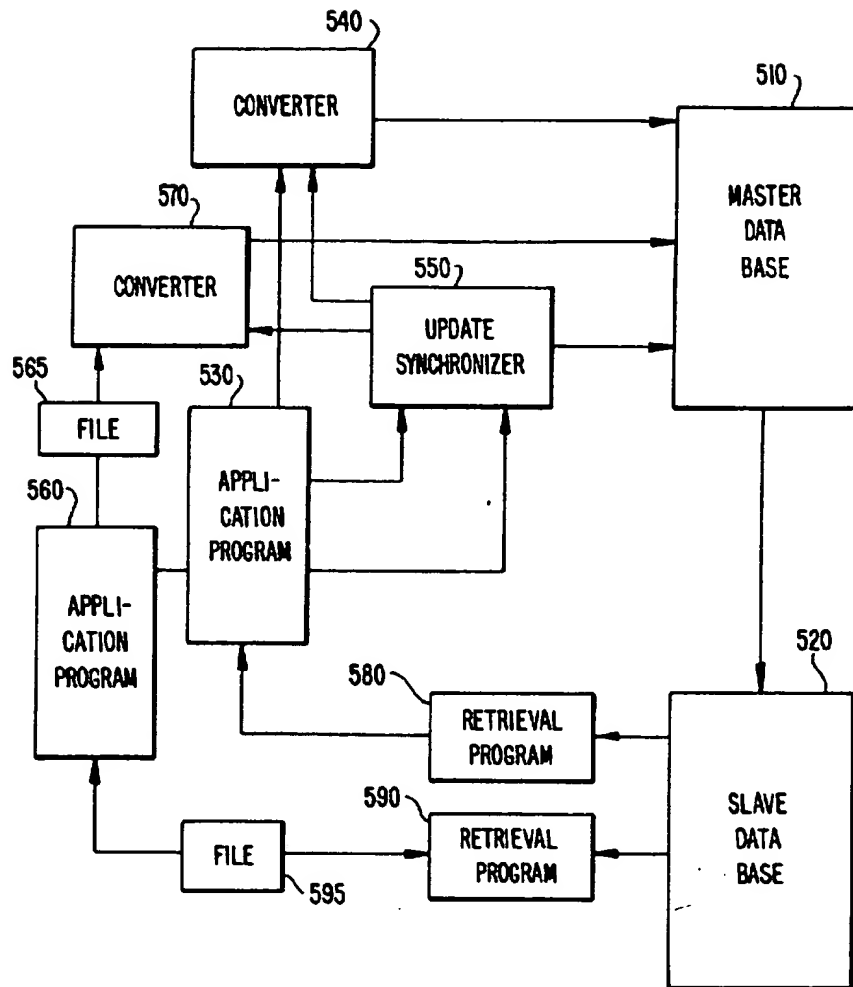 540
CONVERTER
510
MASTER
DATA
BASE
570
CONVERTER
550
UPDATE
SYNCHRONIZER
565
FILE
530
APPLI-
CATION
PROGRAM
560
APPLI-
CATION
PROGRAM
520
SLAVE
DATA
BASE
580
RETRIEVAL
PROGRAM
590
RETRIEVAL
PROGRAM
FILE
595